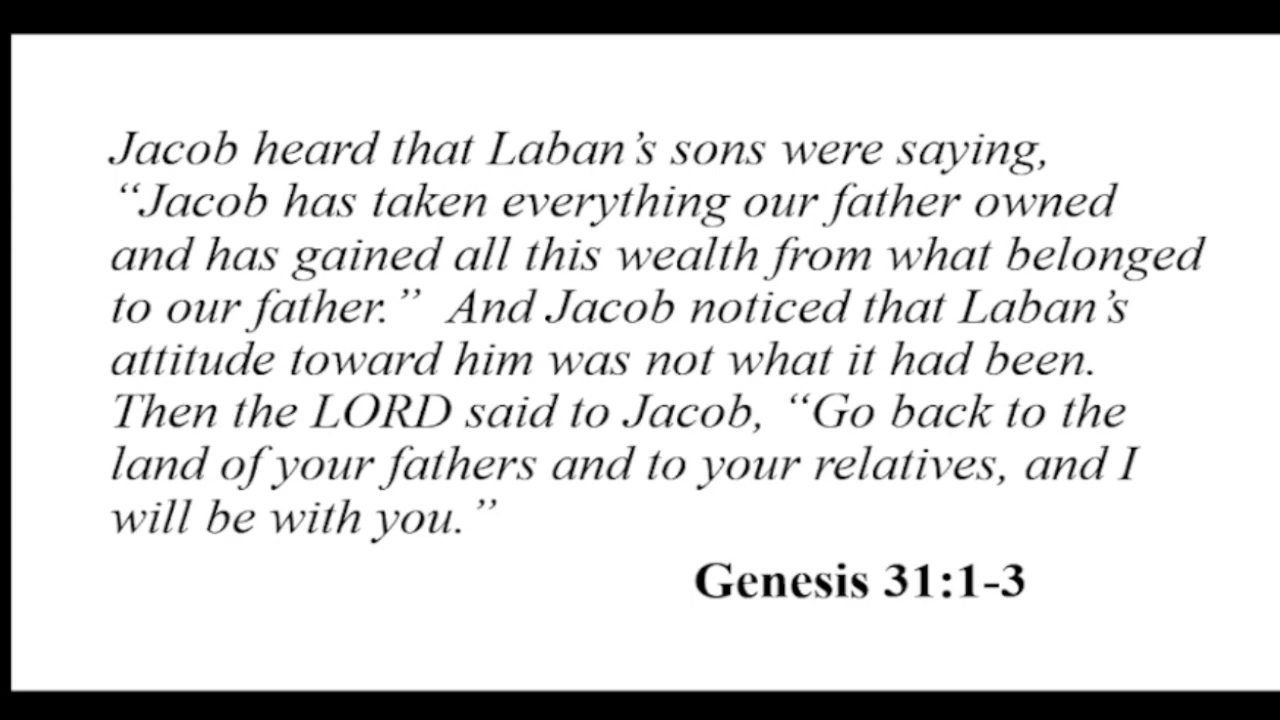 Jacob heard that Laban’s sons were saying,
“Jacob has taken everything our father owned
and has gained all this wealth from what belonged
to our father.” And Jacob noticed that Laban’s
attitude toward him was not what it had been.
Then the LORD said to Jacob, “Go back to the
land of your fathers and to your relatives, and I
will be with you.”
Genesis 31:1-3